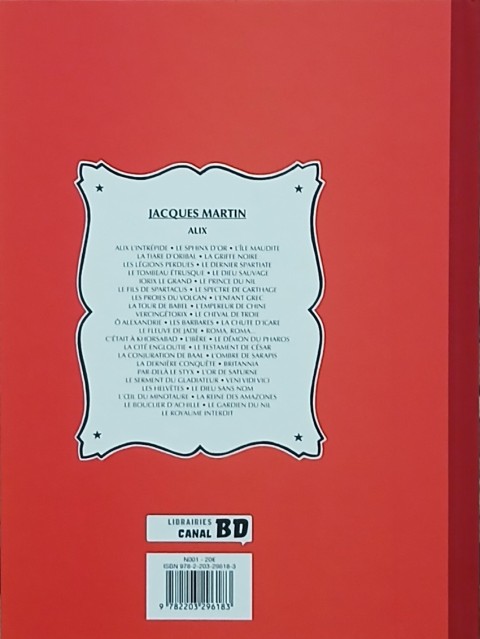 JACQUES MARTIN
ALIX
ALIX L'INTRÉPIDE • LE SPHINX D'OR • L'ÎLE MAUDITE
LA TIARE D'ORIBAL • LA GRIFFE NOIRE
LES LÉGIONS PERDUES • LE DERNIER SPARTIATE
LE TOMBEAU ÉTRUSQUE • LE DIEU SAUVAGE
IORIX LE GRAND • LE PRINCE DU NIL
LE FILS DE SPARTACUS • LE SPECTRE DE CARTHAGE
LES PROIES DU VOLCAN • L'ENFANT GREC
LA TOUR DE BABEL • L'EMPEREUR DE CHINE
VERCINGÉTORIX • LE CHEVAL DE TROIE
Ô ALEXANDRIE • LES BARBARES • LA CHUTE D'ICARE
LE FLEUVE DE JADE • ROMA, ROMA...
C'ÉTAIT À KHORSABAD • L'IBÈRE • LE DÉMON DU PHAROS
LA CITÉ ENGLOUTIE • LE TESTAMENT DE CÉSAR
LA CONJURATION DE BAAL • L'OMBRE DE SARAPIS
LA DERNIÈRE CONQUÊTE • BRITANNIA
PAR-DELÀ LE STYX • L'OR DE SATURNE
LE SERMENT DU GLADIATEUR • VENI VIDI VICI
LES HELVÈTES • LE DIEU SANS NOM
L'ŒIL DU MINOTAURE • LA REINE DES AMAZONES
LE BOUCLIER D'ACHILLE • LE GARDIEN DU NIL
LE ROYAUME INTERDIT
LIBRAIRIES
CANAL BD
N001 - 20€
ISBN 978-2-203-29618-3
9 782203 296183